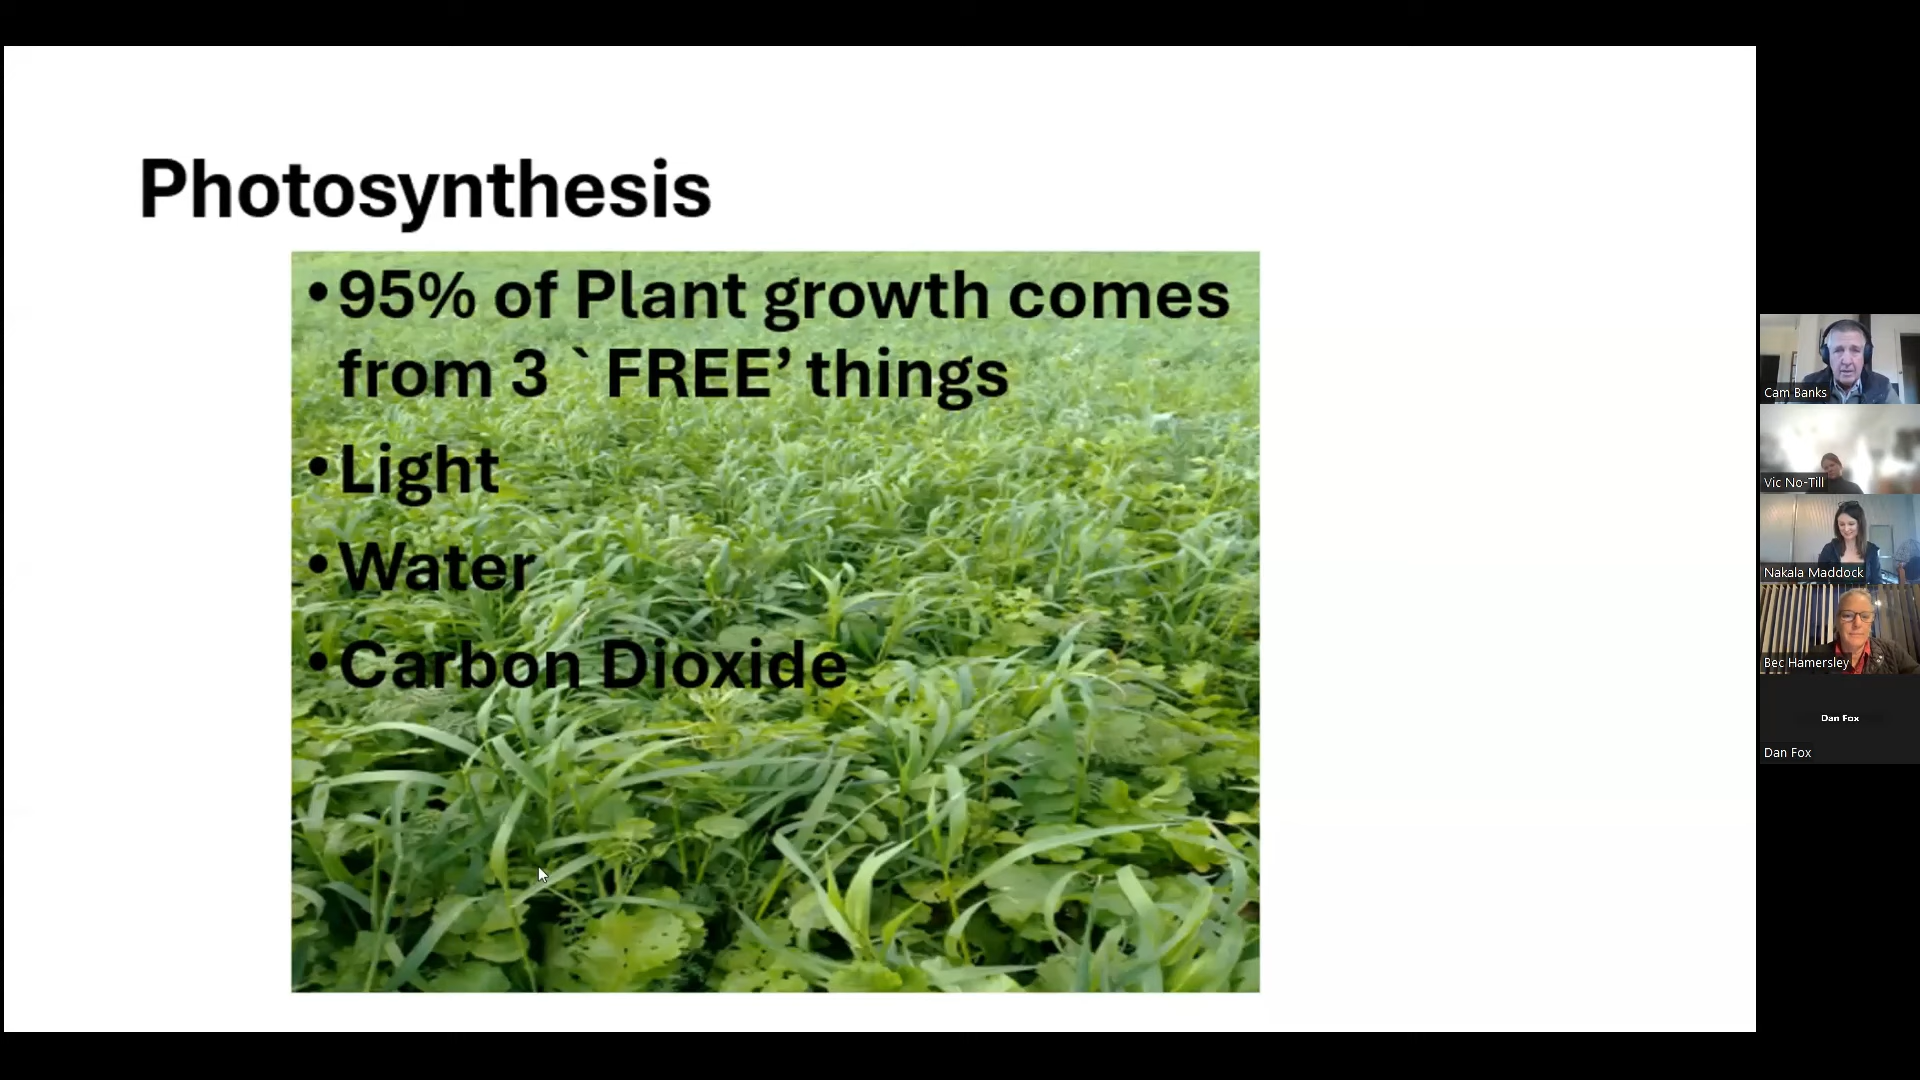 Photosynthesis
•95% of Plant growth comes
from 3 `FREE’ things
•Light
•Water
•Carbon Dioxide
Cam Banks
Vic No-Till
Nakala Maddock
Bec Hamersley
Dan Fox
Dan Fox